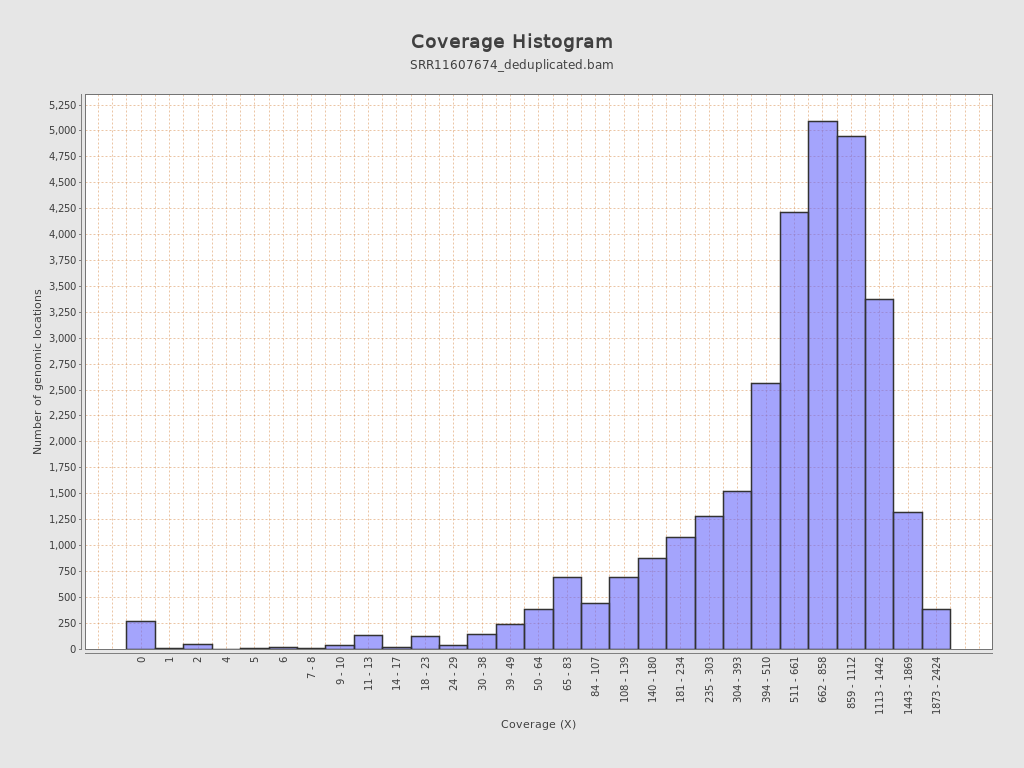 Coverage Histogram
SRR11607674_deduplicated.bam
5,250
5,000
4,750
4,500
4,250
4,000
3,750
3,500
3,250
3,000
2,750
2,500
2,250
2,000
1,750
1,500
1,250
1,000
750
500
250
0
Number of genomic locations
0
1
2
4
5
6
7 - 8
9 - 10
11 - 13
14 - 17
18 - 23
24 - 29
30 - 38
39 - 49
50 - 64
65 - 83
84 - 107
108 - 139
140 - 180
181 - 234
235 - 303
304 - 393
394 - 510
511 - 661
662 - 858
859 - 1112
1113 - 1442
1443 - 1869
1873 - 2424
Coverage (X)